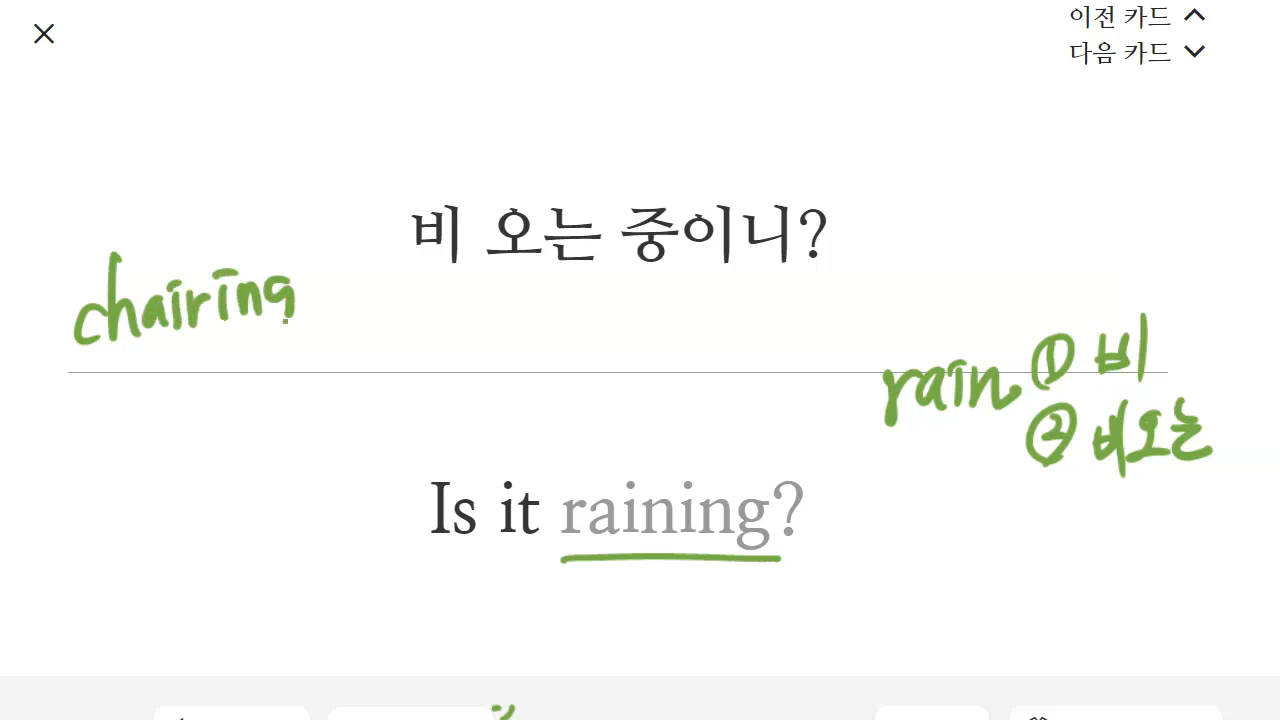 이전 카드
다음 카드
비 오는 중이니?
chairing
rain ① 비
② 비오는
Is it raining?